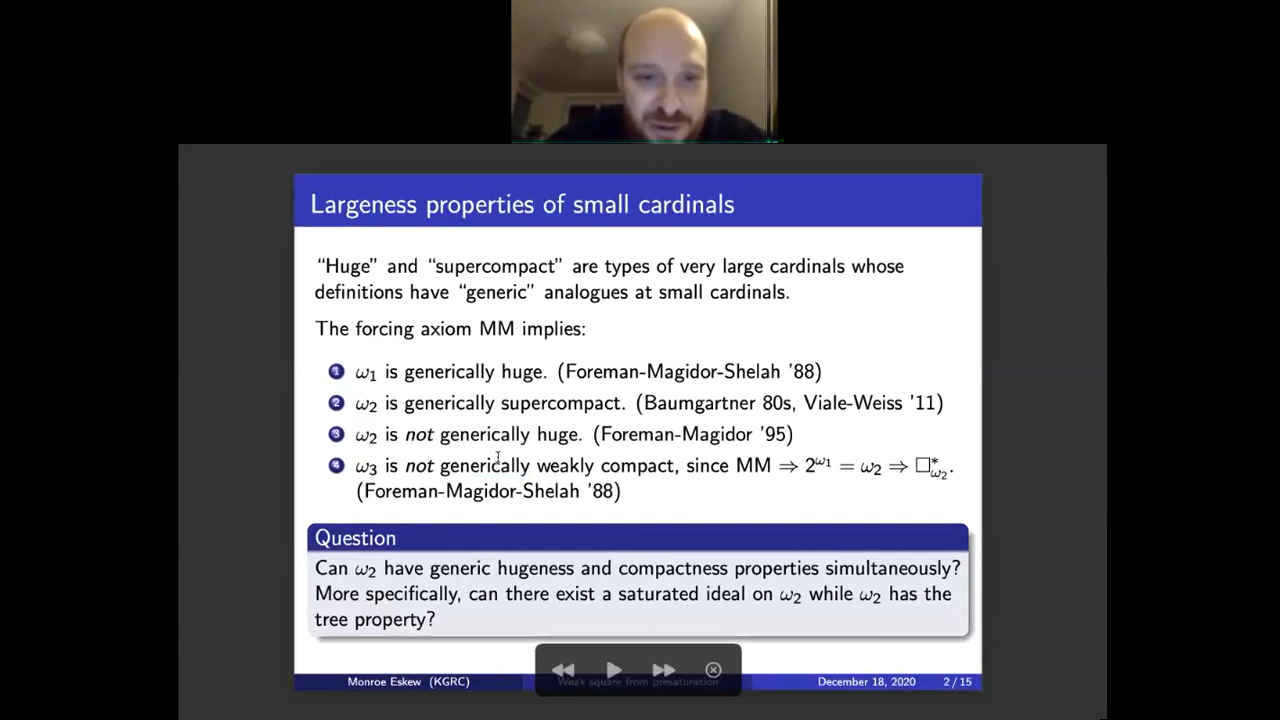 Largeness properties of small cardinals
“Huge” and “supercompact” are types of very large cardinals whose
definitions have “generic” analogues at small cardinals.
The forcing axiom MM implies:
1 ω₁ is generically huge. (Foreman-Magidor-Shelah ’88)
2 ω₂ is generically supercompact. (Baumgartner 80s, Viale-Weiss ’11)
3 ω₂ is not generically huge. (Foreman-Magidor ’95)
4 ω₃ is not generically weakly compact, since MM ⇒ 2^ω₁ = ω₂ ⇒ □*_ω₂.
(Foreman-Magidor-Shelah ’88)
Question
Can ω₂ have generic hugeness and compactness properties simultaneously?
More specifically, can there exist a saturated ideal on ω₂ while ω₂ has the
tree property?
Monroe Eskew (KGRC) Weak square from presaturation December 18, 2020 2 / 15